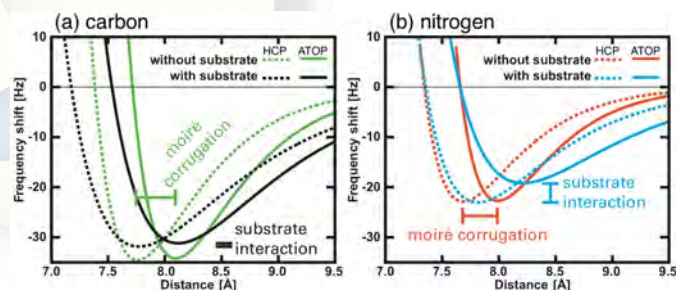 (a) carbon
HCP ATOP
without substrate
with substrate
moiré
corrugation
substrate
interaction
Frequency shift [Hz]
10
0
-10
-20
-30
7.0 7.5 8.0 8.5 9.0 9.5
Distance [Å]
(b) nitrogen
HCP ATOP
without substrate
with substrate
substrate
interaction
moiré corrugation
Frequency shift [Hz]
10
0
-10
-20
-30
7.0 7.5 8.0 8.5 9.0 9.5
Distance [Å]